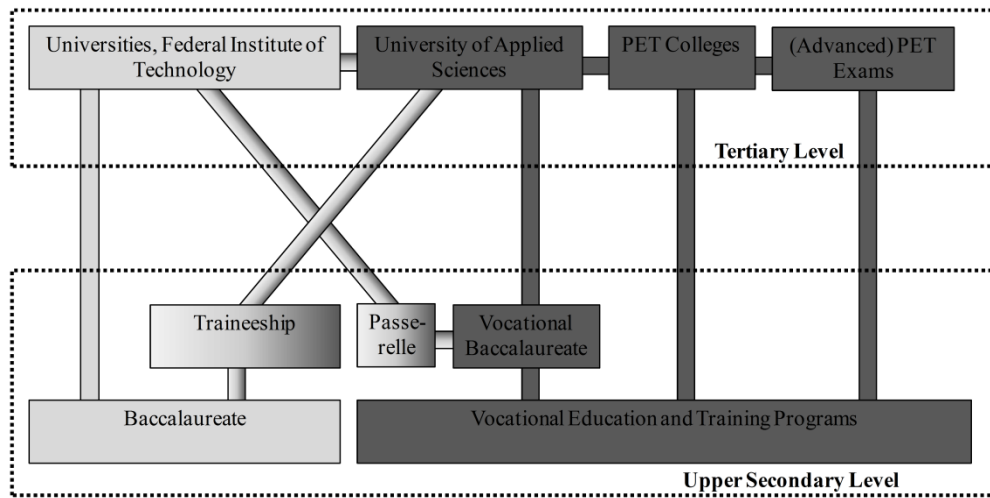 Universities, Federal Institute of
Technology
University of Applied
Sciences
PET Colleges
(Advanced) PET
Exams
Tertiary Level
Traineeship
Passe-
relle
Vocational
Baccalaureate
Baccalaureate
Vocational Education and Training Programs
Upper Secondary Level